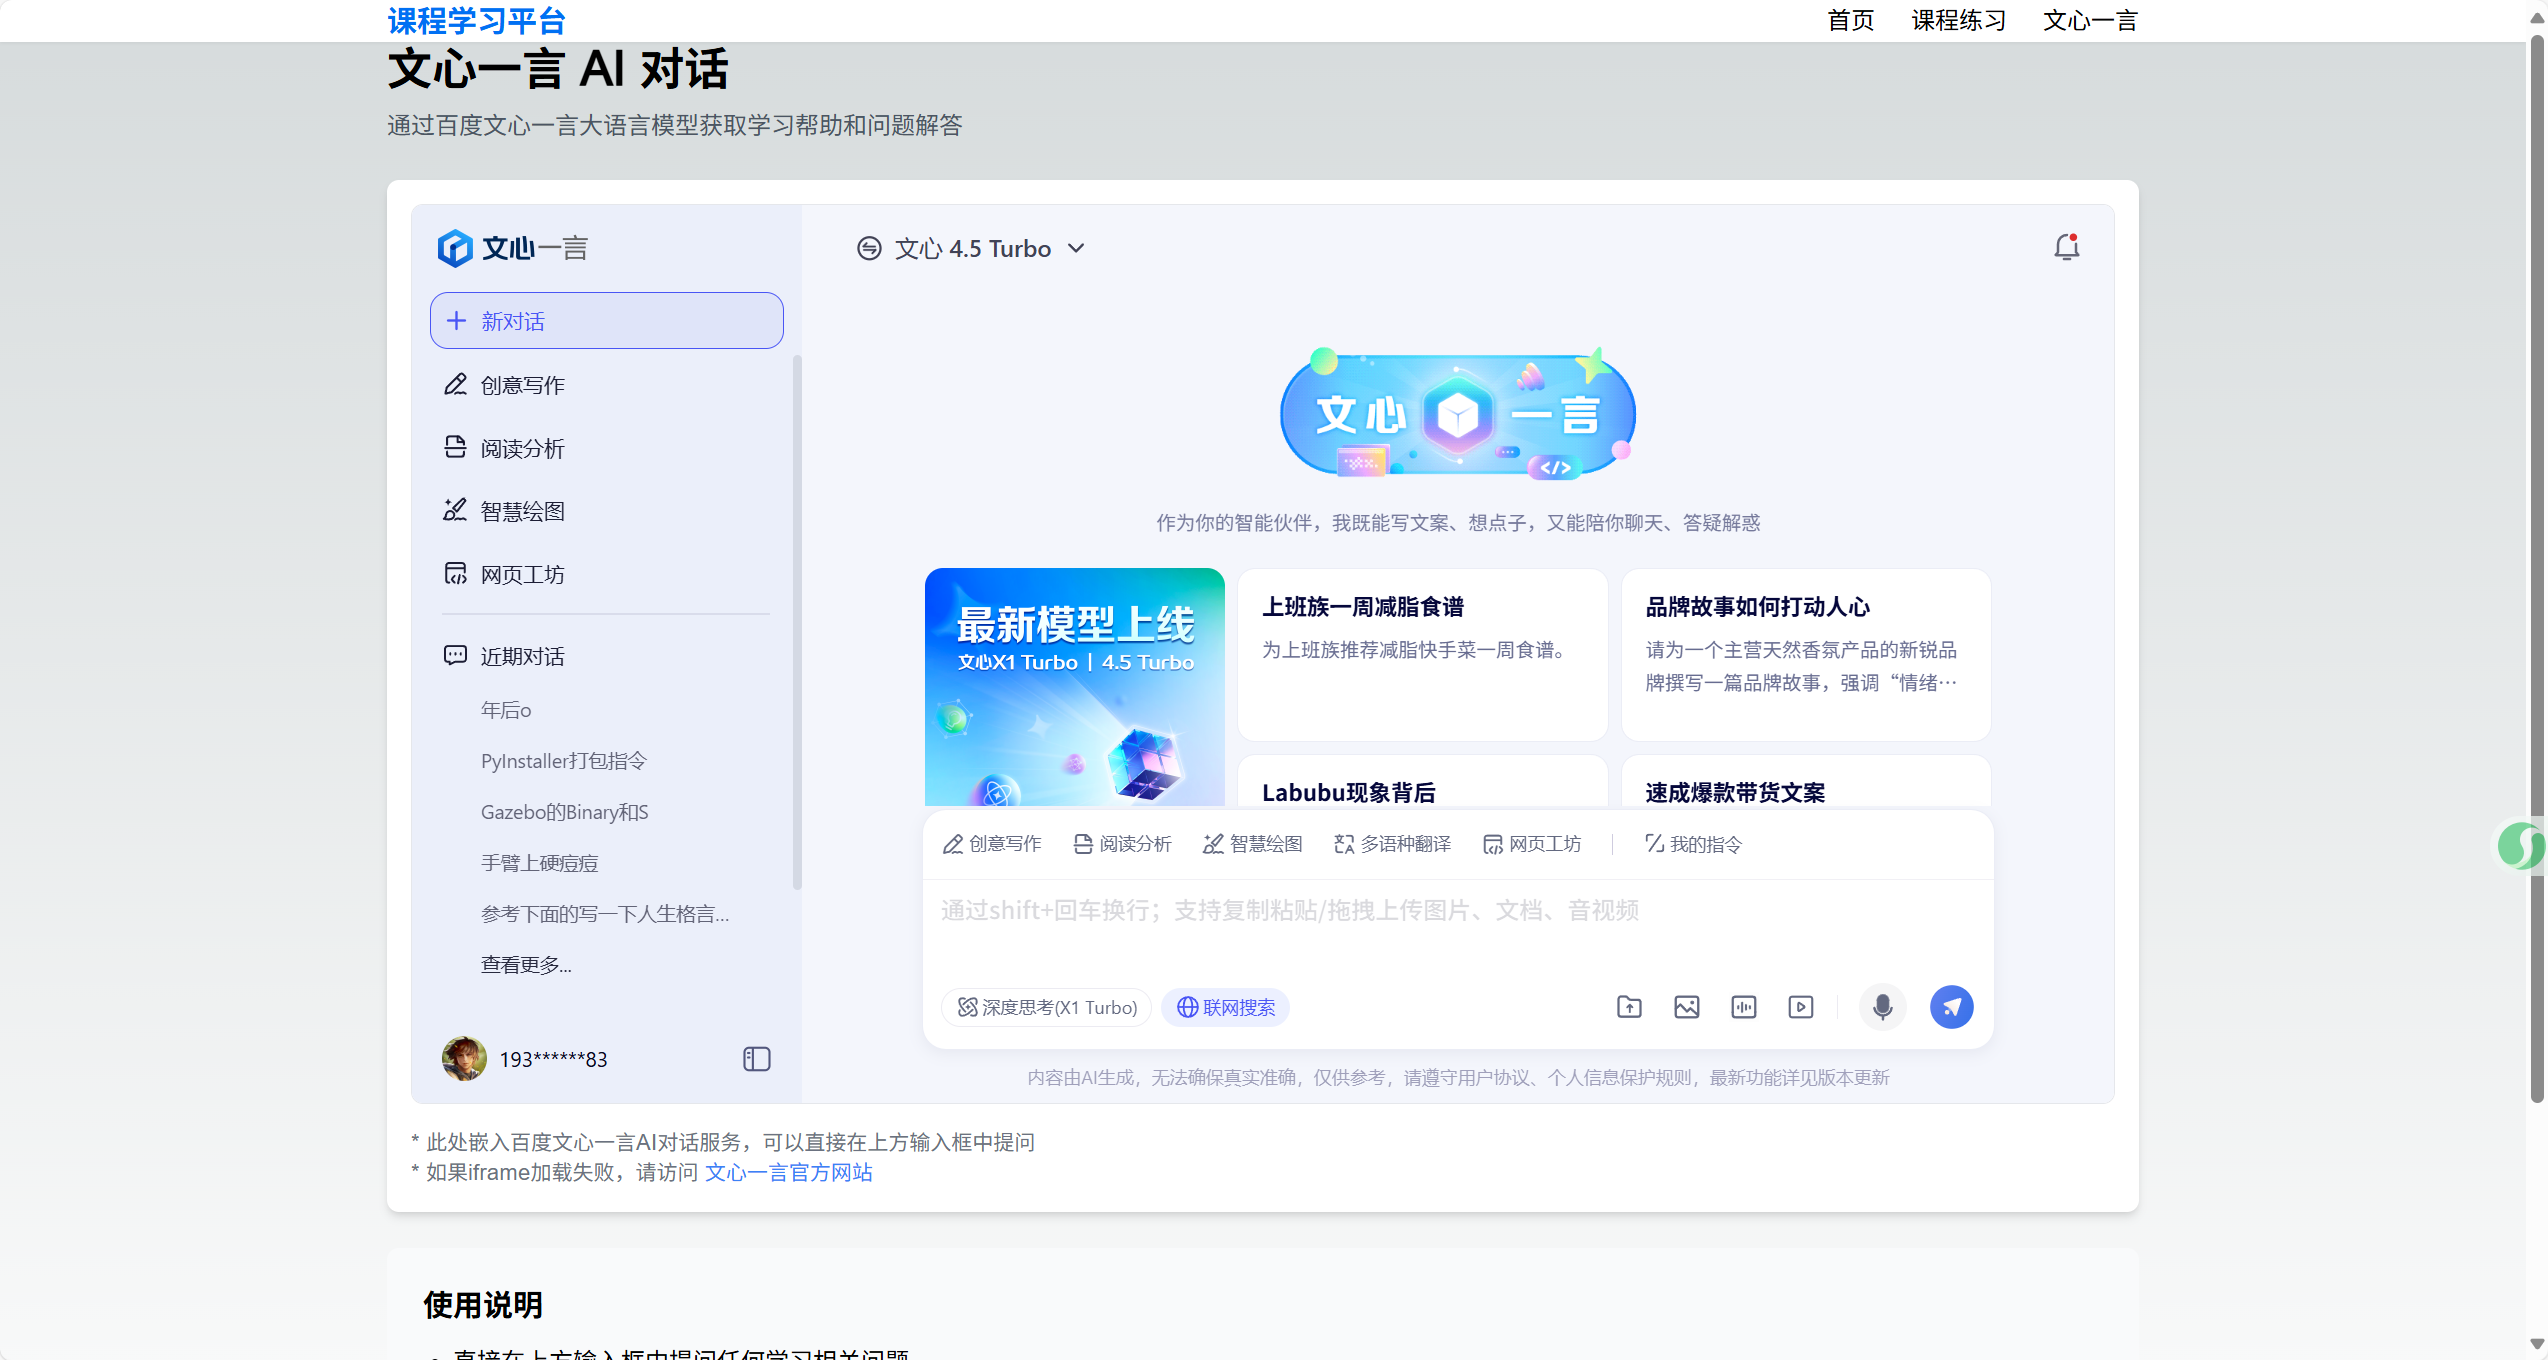 课程学习平台
首页 课程练习 文心一言
文心一言 AI 对话
通过百度文心一言大语言模型获取学习帮助和问题解答
文心一言
文心 4.5 Turbo
新对话
创意写作
阅读分析
智慧绘图
网页工坊
近期对话
年后o
PyInstaller打包指令
Gazebo的Binary和S
手臂上硬痘痘
参考下面的写一下人生格言...
查看更多...
193******83
文心一言
</>
作为你的智能伙伴，我既能写文案、想点子，又能陪你聊天、答疑解惑
最新模型上线
文心X1 Turbo | 4.5 Turbo
上班族一周减脂食谱
为上班族推荐减脂快手菜一周食谱。
品牌故事如何打动人心
请为一个主营天然香氛产品的新锐品
牌撰写一篇品牌故事，强调“情绪…
Labubu现象背后
速成爆款带货文案
创意写作 阅读分析 智慧绘图 多语种翻译 网页工坊 我的指令
通过shift+回车换行；支持复制粘贴/拖拽上传图片、文档、音视频
深度思考(X1 Turbo) 联网搜索
内容由AI生成，无法确保真实准确，仅供参考，请遵守用户协议、个人信息保护规则，最新功能详见版本更新
* 此处嵌入百度文心一言AI对话服务，可以直接在上方输入框中提问
* 如果iframe加载失败，请访问 文心一言官方网站
使用说明
直接在上方输入框中提问任何学习相关问题